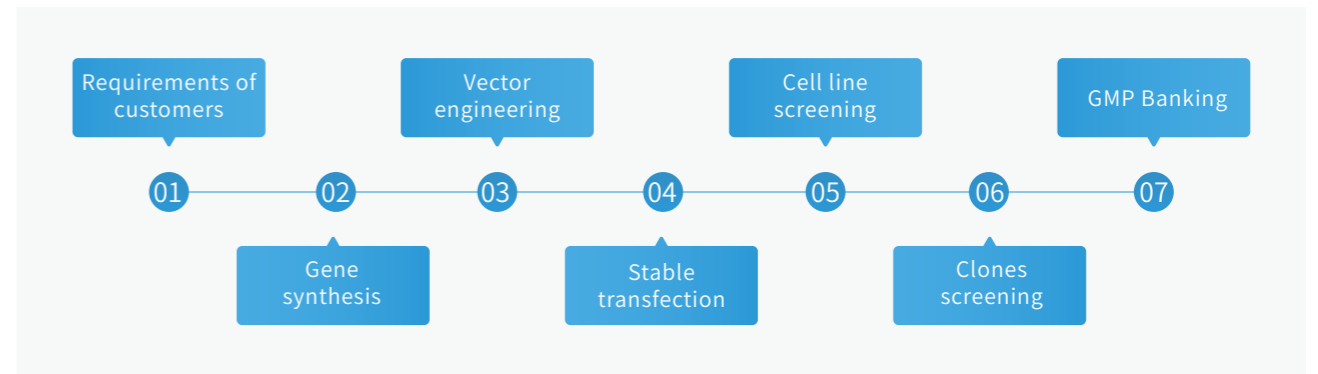 Requirements of
customers
Vector
engineering
Cell line
screening
GMP Banking
01
02
03
04
05
06
07
Gene
synthesis
Stable
transfection
Clones
screening